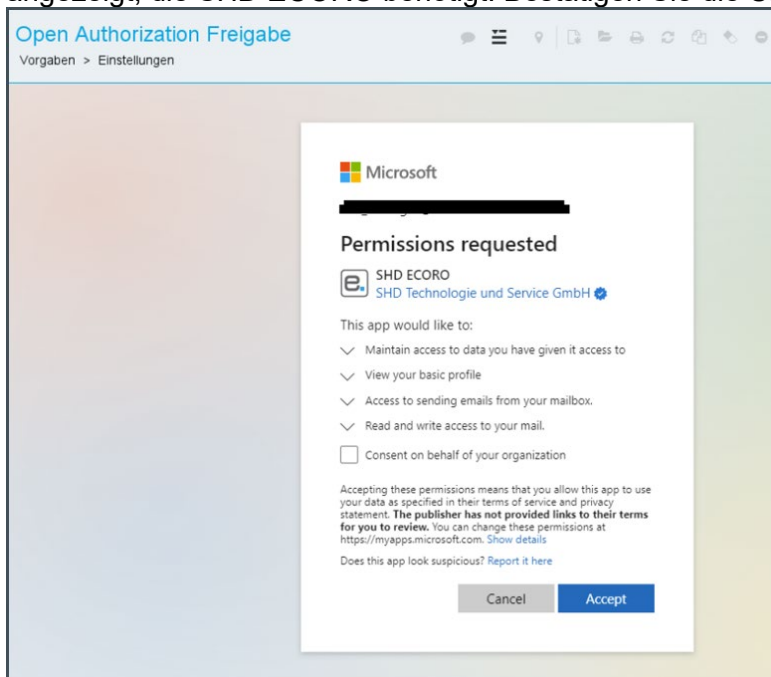 Open Authorization Freigabe
Vorgaben > Einstellungen
Microsoft
Permissions requested
SHD ECORO
e.
SHD Technologie und Service GmbH
This app would like to:
Maintain access to data you have given it access to
View your basic profile
Access to sending emails from your mailbox.
Read and write access to your mail.
Consent on behalf of your organization
Accepting these permissions means that you allow this app to use
your data as specified in their terms of service and privacy
statement. The publisher has not provided links to their terms
for you to review. You can change these permissions at
https://myapps.microsoft.com. Show details
Does this app look suspicious? Report it here
Cancel Accept